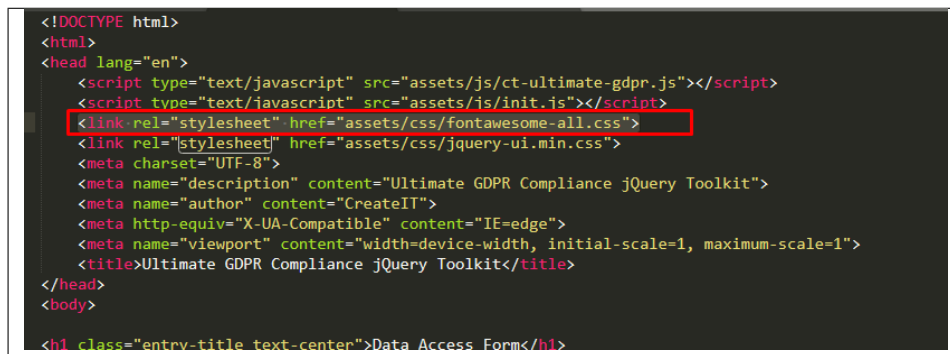 <!DOCTYPE html>
<html>
<head lang="en">
<script type="text/javascript" src="assets/js/ct-ultimate-gdpr.js"></script>
<script type="text/javascript" src="assets/js/init.js"></script>
<link rel="stylesheet" href="assets/css/fontawesome-all.css">
<link rel="stylesheet" href="assets/css/jquery-ui.min.css">
<meta charset="UTF-8">
<meta name="description" content="Ultimate GDPR Compliance jQuery Toolkit">
<meta name="author" content="CreateIT">
<meta http-equiv="X-UA-Compatible" content="IE=edge">
<meta name="viewport" content="width=device-width, initial-scale=1, maximum-scale=1">
<title>Ultimate GDPR Compliance jQuery Toolkit</title>
</head>
<body>
<h1 class="entry-title text-center">Data Access Form</h1>